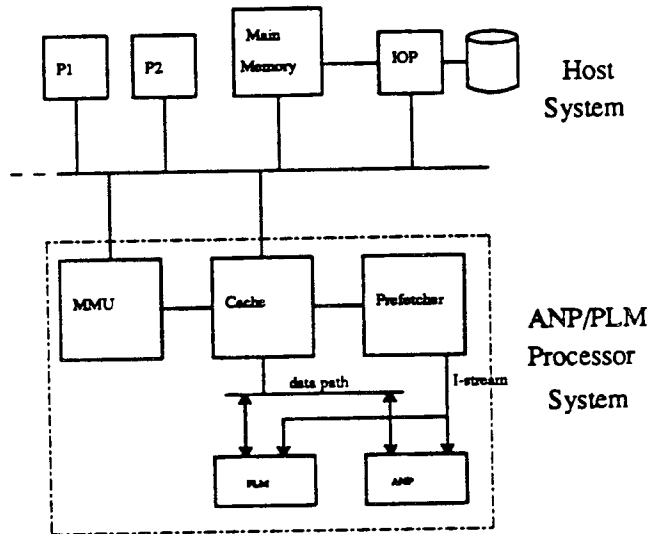 P1
P2
Main
Memory
IOP
Host
System
MMU
Cache
Prefetcher
ANP/PLM
Processor
System
data path
I-stream
PLM
ANP